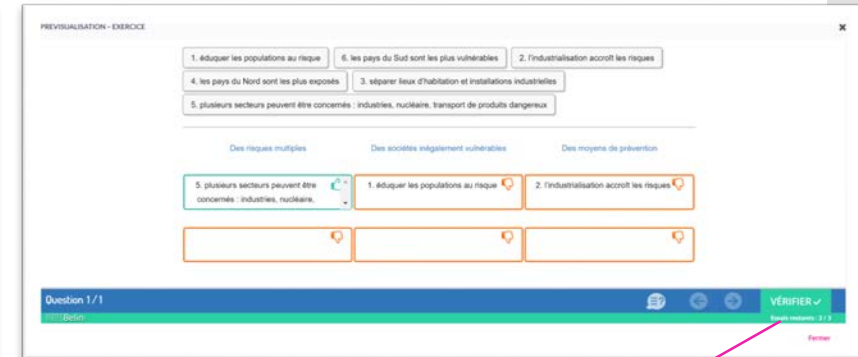 PREVISUALISATION - EXERCICE
1. éduquer les populations au risque
6. les pays du Sud sont les plus vulnérables
2. l'industrialisation accroît les risques
4. les pays du Nord sont les plus exposés
3. séparer lieux d'habitation et installations industrielles
5. plusieurs secteurs peuvent être concernés : industries, nucléaire, transport de produits dangereux
Des risques multiples
Des sociétés inégalement vulnérables
Des moyens de prévention
5. plusieurs secteurs peuvent être
concernés : industries, nucléaire,
1. éduquer les populations au risque
2. l'industrialisation accroît les risques
Question 1/1
VÉRIFIER
Essais restants : 2 / 3
Belin
Fermer